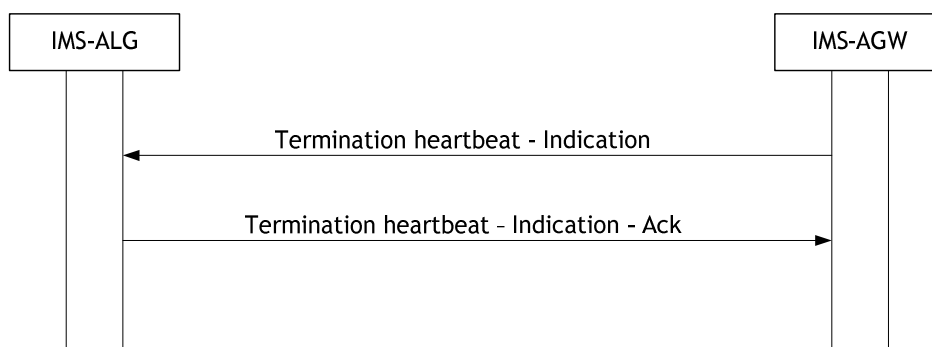 IMS-ALG
IMS-AGW
Termination heartbeat - Indication
Termination heartbeat – Indication - Ack